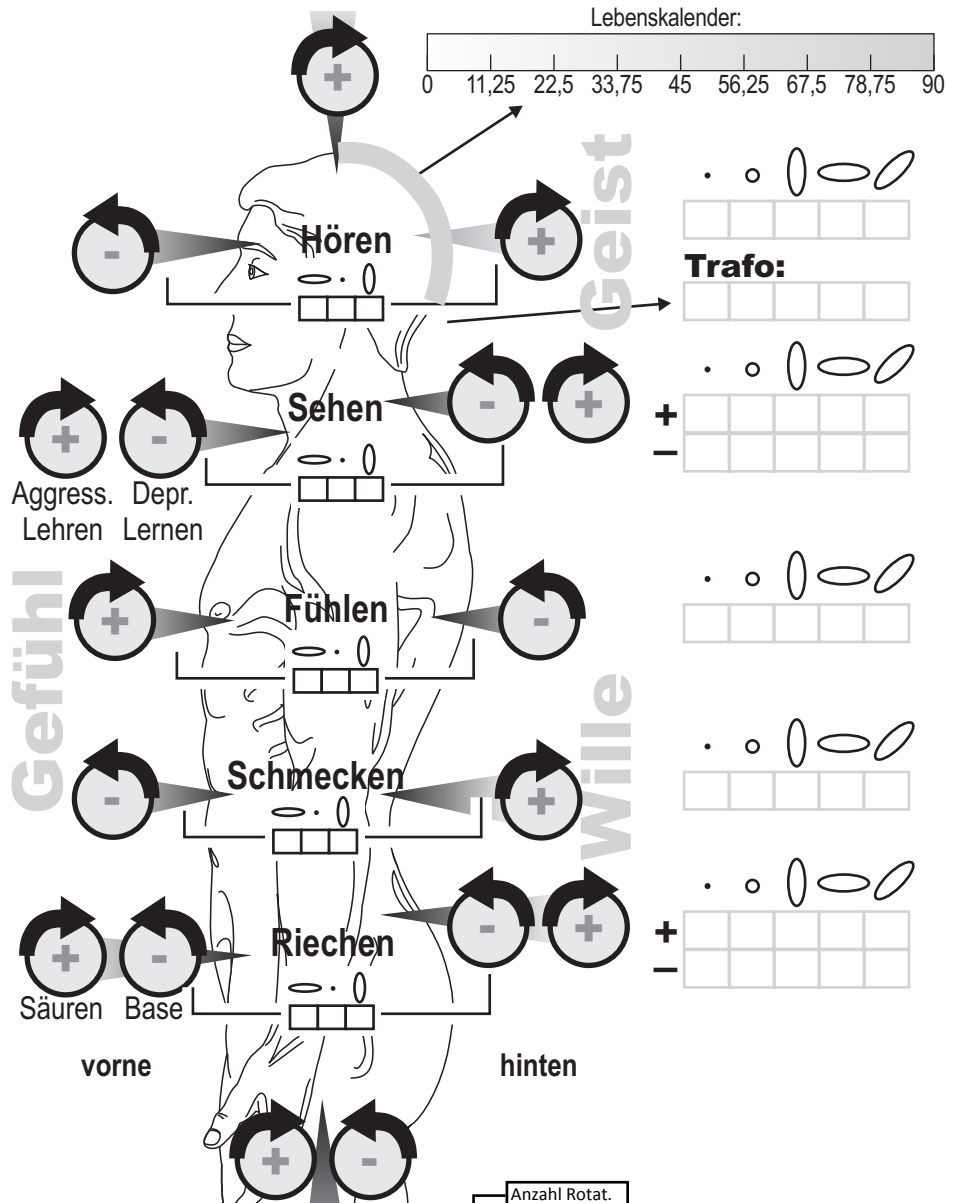 Lebenskalender:
0 11,25 22,5 33,75 45 56,25 67,5 78,75 90
+
Geist
Hören
- +
Trafo:
Sehen
+ - - +
+
–
Aggress. Depr.
Lehren Lernen
Gefühl
Fühlen
+ -
Wille
Schmecken
- +
Riechen
+ - - +
+
–
Säuren Base
vorne hinten
+ -
Anzahl Rotat.